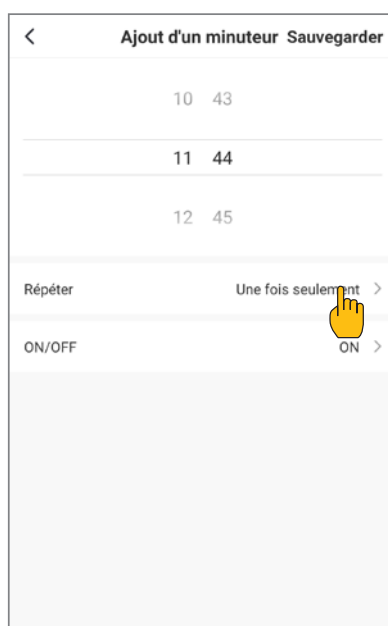 Ajout d'un minuteur Sauvegarder
10 43
11 44
12 45
Répéter Une fois seulement
ON/OFF ON